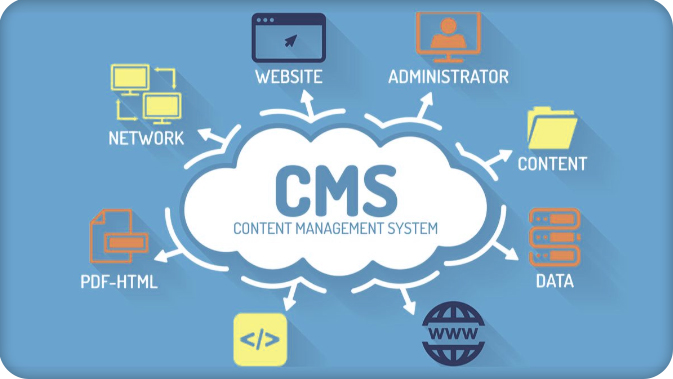 WEBSITE
ADMINISTRATOR
NETWORK
CONTENT
CMS
CONTENT MANAGEMENT SYSTEM
PDF-HTML
DATA
</>
WWW